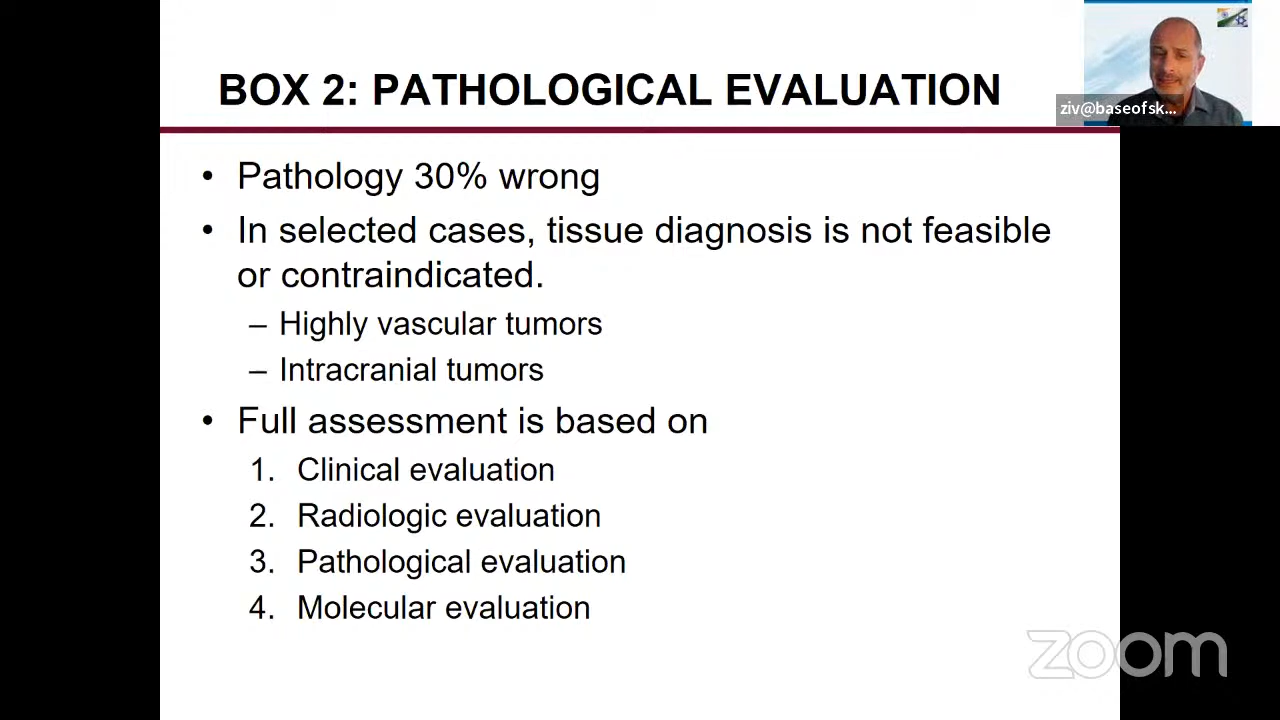 BOX 2: PATHOLOGICAL EVALUATION
ziv@baseofsk...
• Pathology 30% wrong
• In selected cases, tissue diagnosis is not feasible
or contraindicated.
– Highly vascular tumors
– Intracranial tumors
• Full assessment is based on
1. Clinical evaluation
2. Radiologic evaluation
3. Pathological evaluation
4. Molecular evaluation
zoom